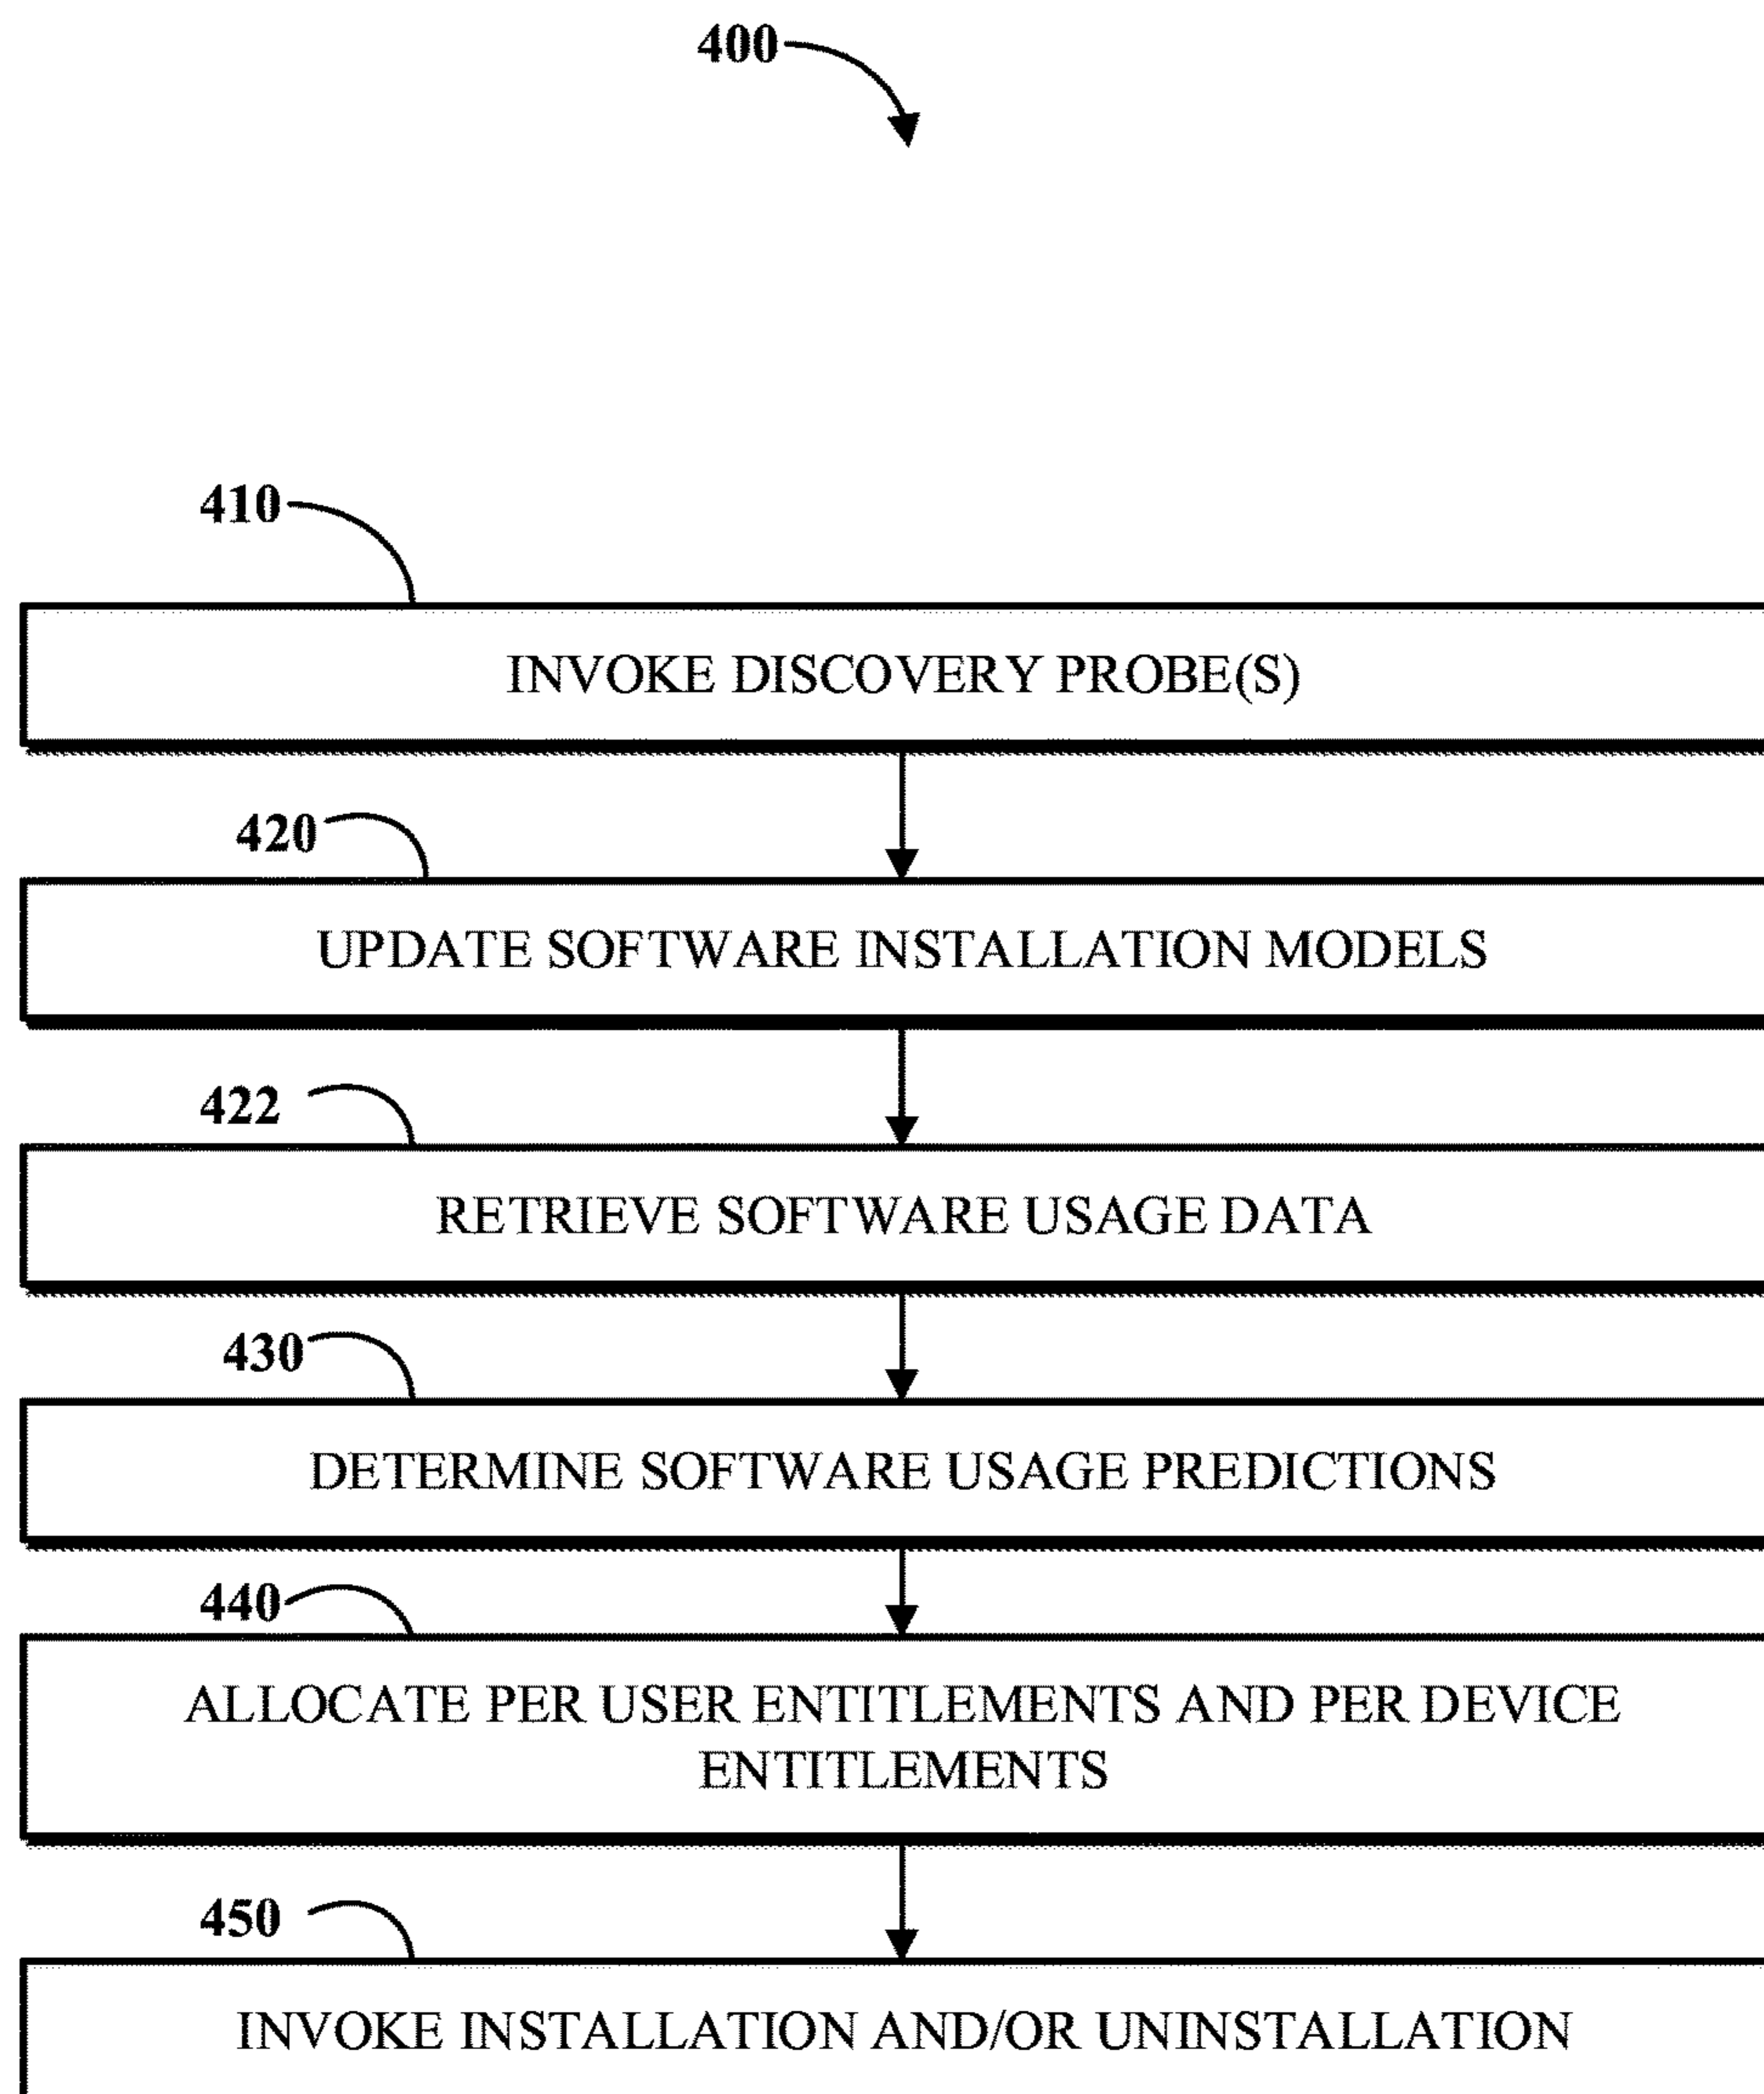 400
410
INVOKE DISCOVERY PROBE(S)
420
UPDATE SOFTWARE INSTALLATION MODELS
422
RETRIEVE SOFTWARE USAGE DATA
430
DETERMINE SOFTWARE USAGE PREDICTIONS
440
ALLOCATE PER USER ENTITLEMENTS AND PER DEVICE
ENTITLEMENTS
450
INVOKE INSTALLATION AND/OR UNINSTALLATION